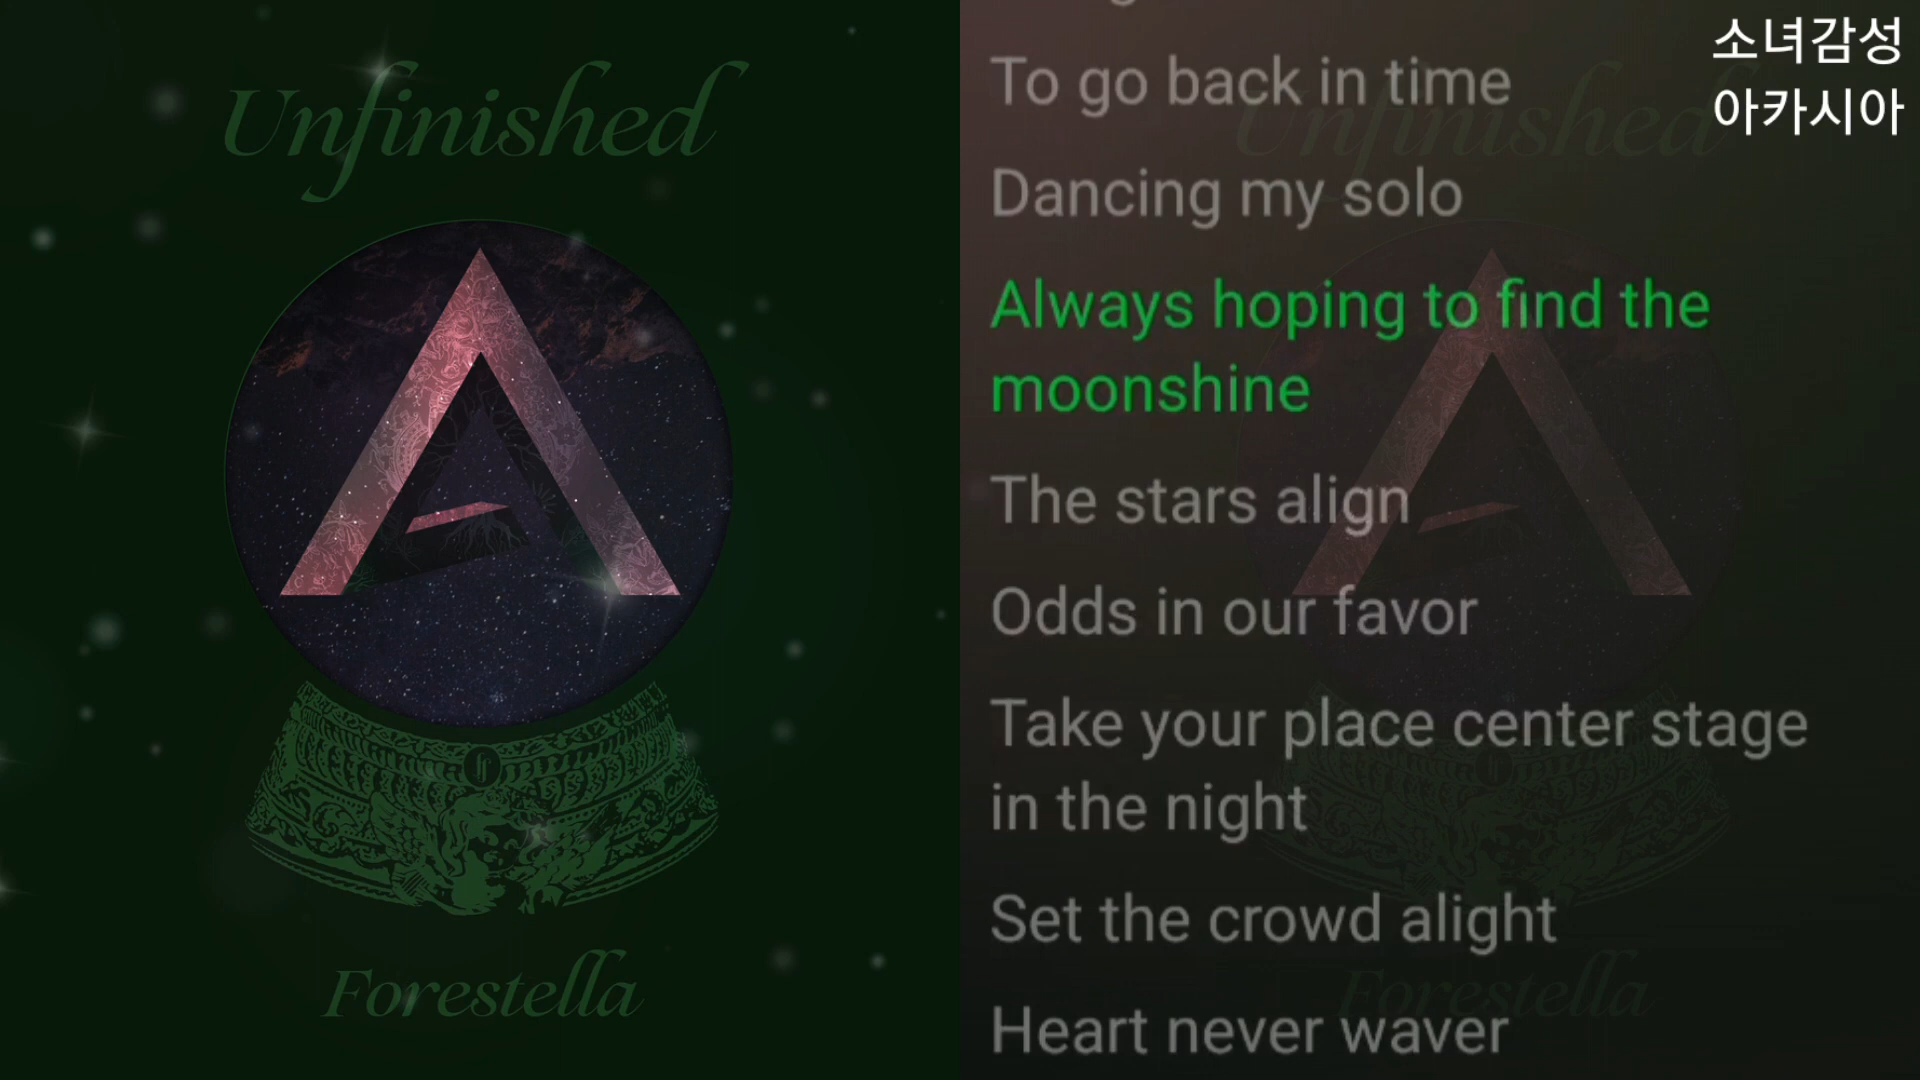 Unfinished
Forestella
소녀감성
아카시아
To go back in time
Dancing my solo
Always hoping to find the
moonshine
The stars align
Odds in our favor
Take your place center stage
in the night
Set the crowd alight
Heart never waver